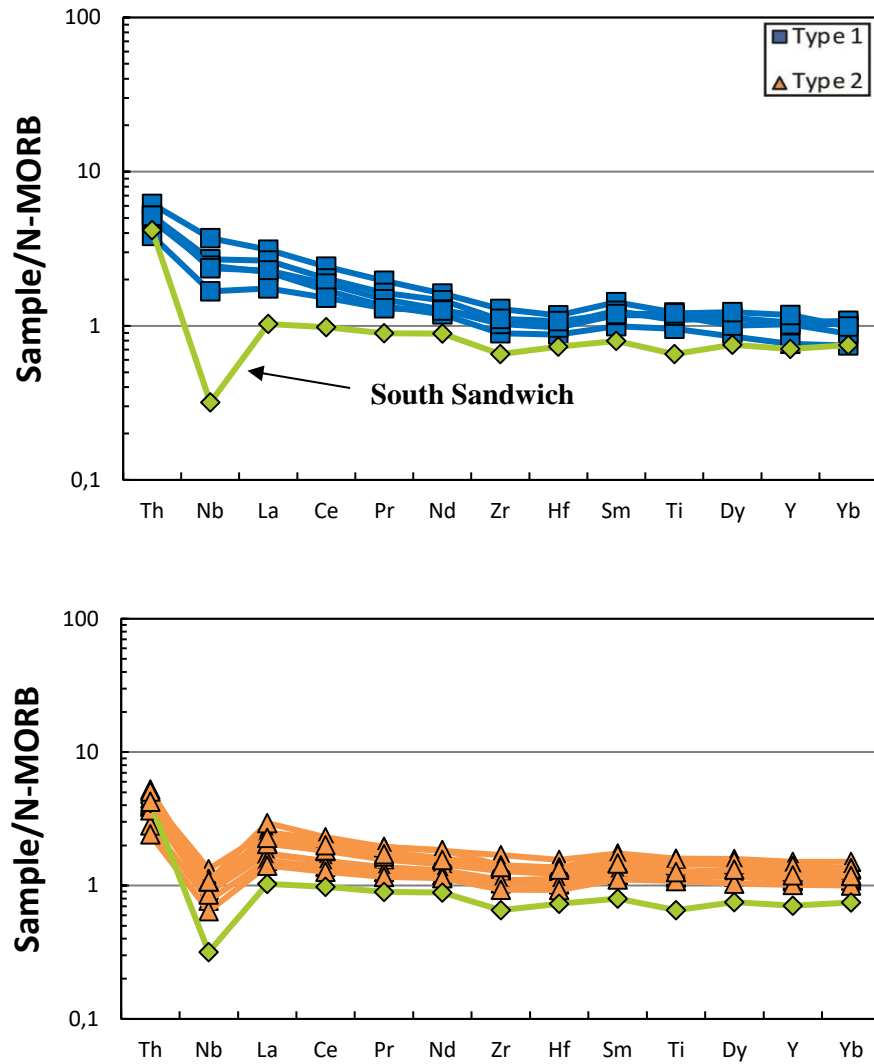 100
Type 1
Type 2
10
Sample/N-MORB
1
South Sandwich
0,1
Th Nb La Ce Pr Nd Zr Hf Sm Ti Dy Y Yb
100
10
Sample/N-MORB
1
0,1
Th Nb La Ce Pr Nd Zr Hf Sm Ti Dy Y Yb